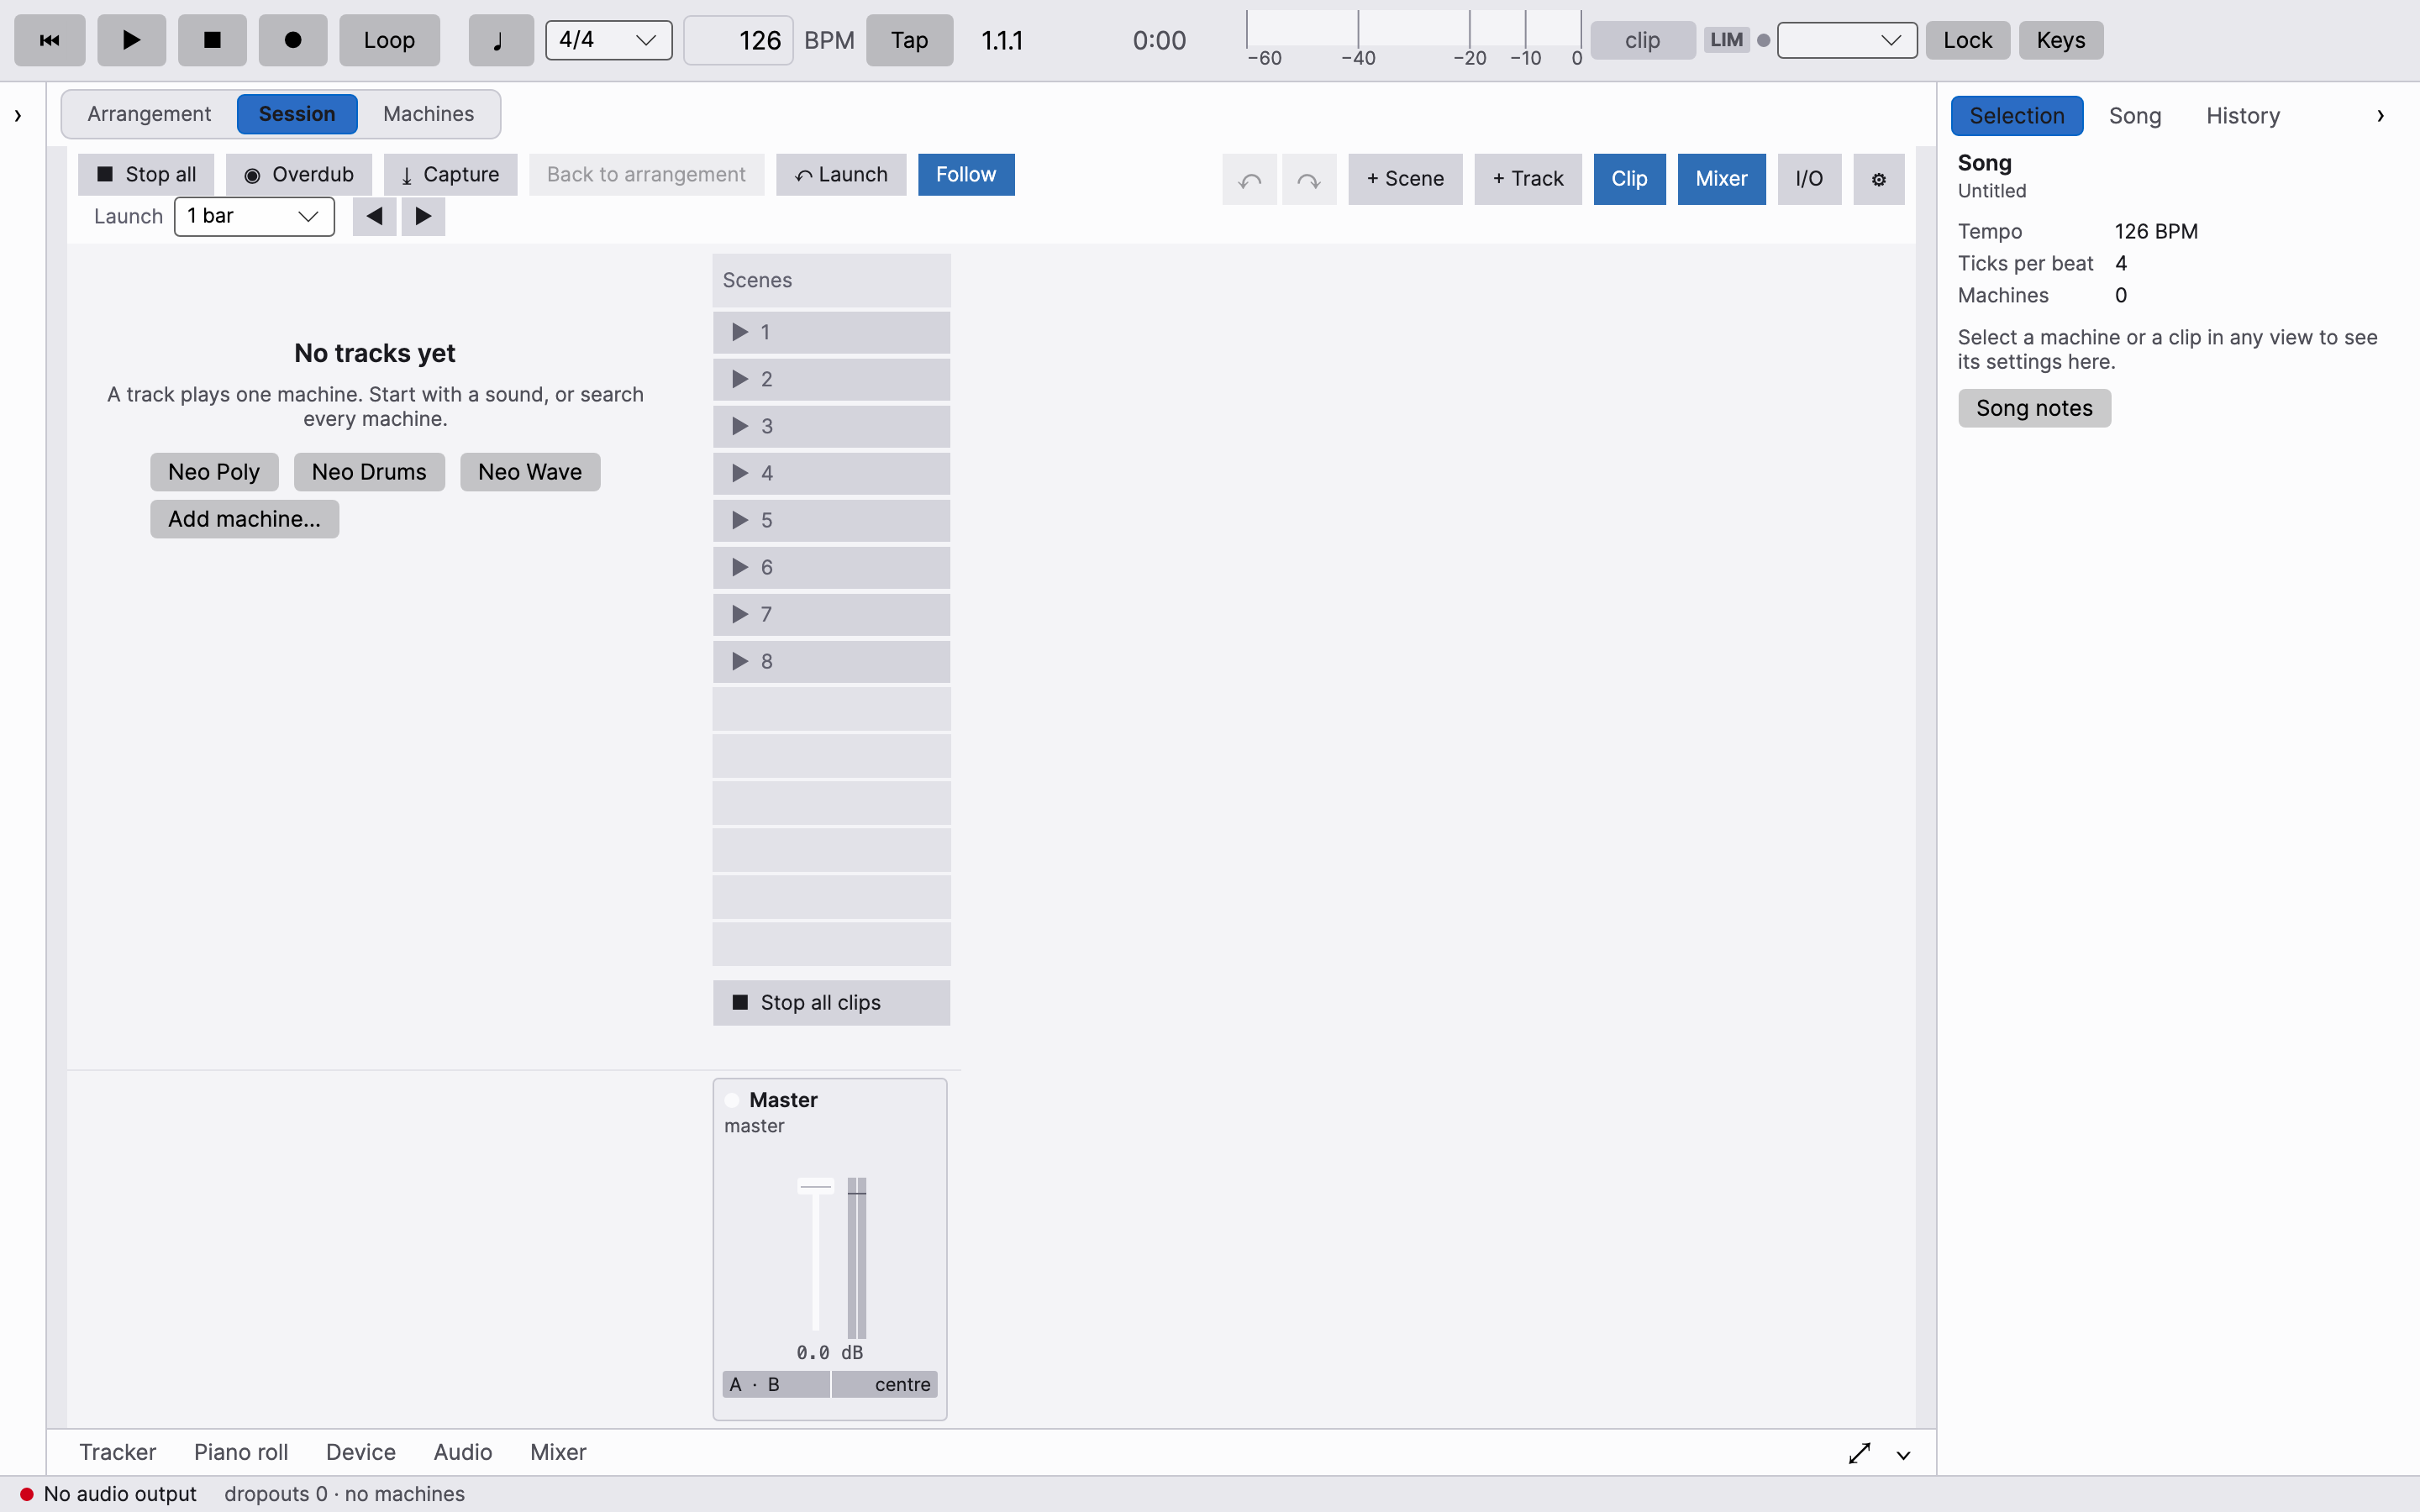 Loop 4/4 126 BPM Tap 1.1.1 0:00 −60 −40 −20 −10 0 clip LIM Lock Keys
Arrangement Session Machines
Stop all Overdub Capture Back to arrangement Launch Follow + Scene + Track Clip Mixer I/O
Launch 1 bar
Scenes
1
2
3
4
5
6
7
8
Stop all clips
No tracks yet
A track plays one machine. Start with a sound, or search
every machine.
Neo Poly Neo Drums Neo Wave
Add machine...
Master
master
0.0 dB
A · B centre
Selection Song History
Song
Untitled
Tempo 126 BPM
Ticks per beat 4
Machines 0
Select a machine or a clip in any view to see
its settings here.
Song notes
Tracker Piano roll Device Audio Mixer
No audio output dropouts 0 · no machines